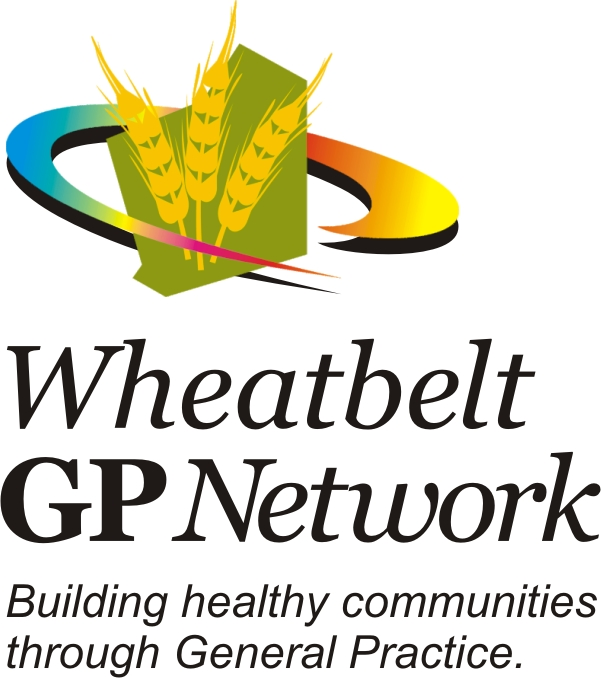 Wheatbelt
GP Network
Building healthy communities
through General Practice.